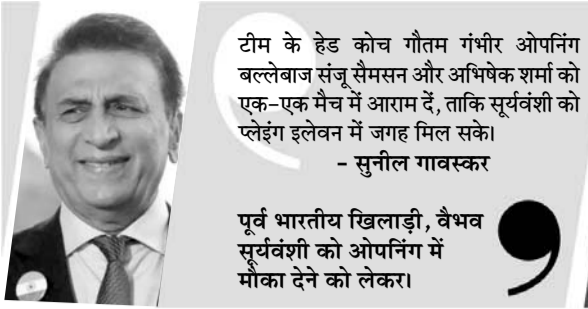 टीम के हेड कोच गौतम गंभीर ओपनिंग
बल्लेबाज संजू सैमसन और अभिषेक शर्मा को
एक-एक मैच में आराम दें, ताकि सूर्यवंशी को
प्लेइंग इलेवन में जगह मिल सके।
- सुनील गावस्कर
पूर्व भारतीय खिलाड़ी, वैभव
सूर्यवंशी को ओपनिंग में
मौका देने को लेकर।